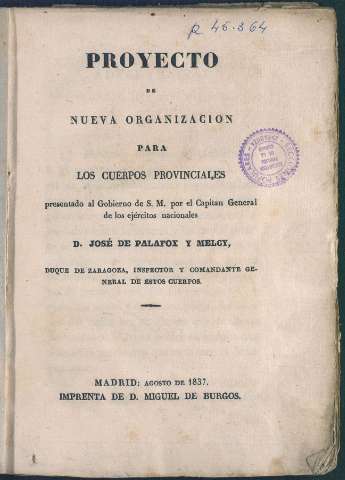 R 46.364
PROYECTO
DE
NUEVA ORGANIZACION
PARA
LOS CUERPOS PROVINCIALES
presentado al Gobierno de S. M. por el Capitan General
de los ejércitos nacionales
D. JOSÉ DE PALAFOX Y MELCY,
DUQUE DE ZARAGOZA, INSPECTOR Y COMANDANTE GE-
NERAL DE ÉSTOS CUERPOS.
MADRID: AGOSTO DE 1837.
IMPRENTA DE D. MIGUEL DE BURGOS.